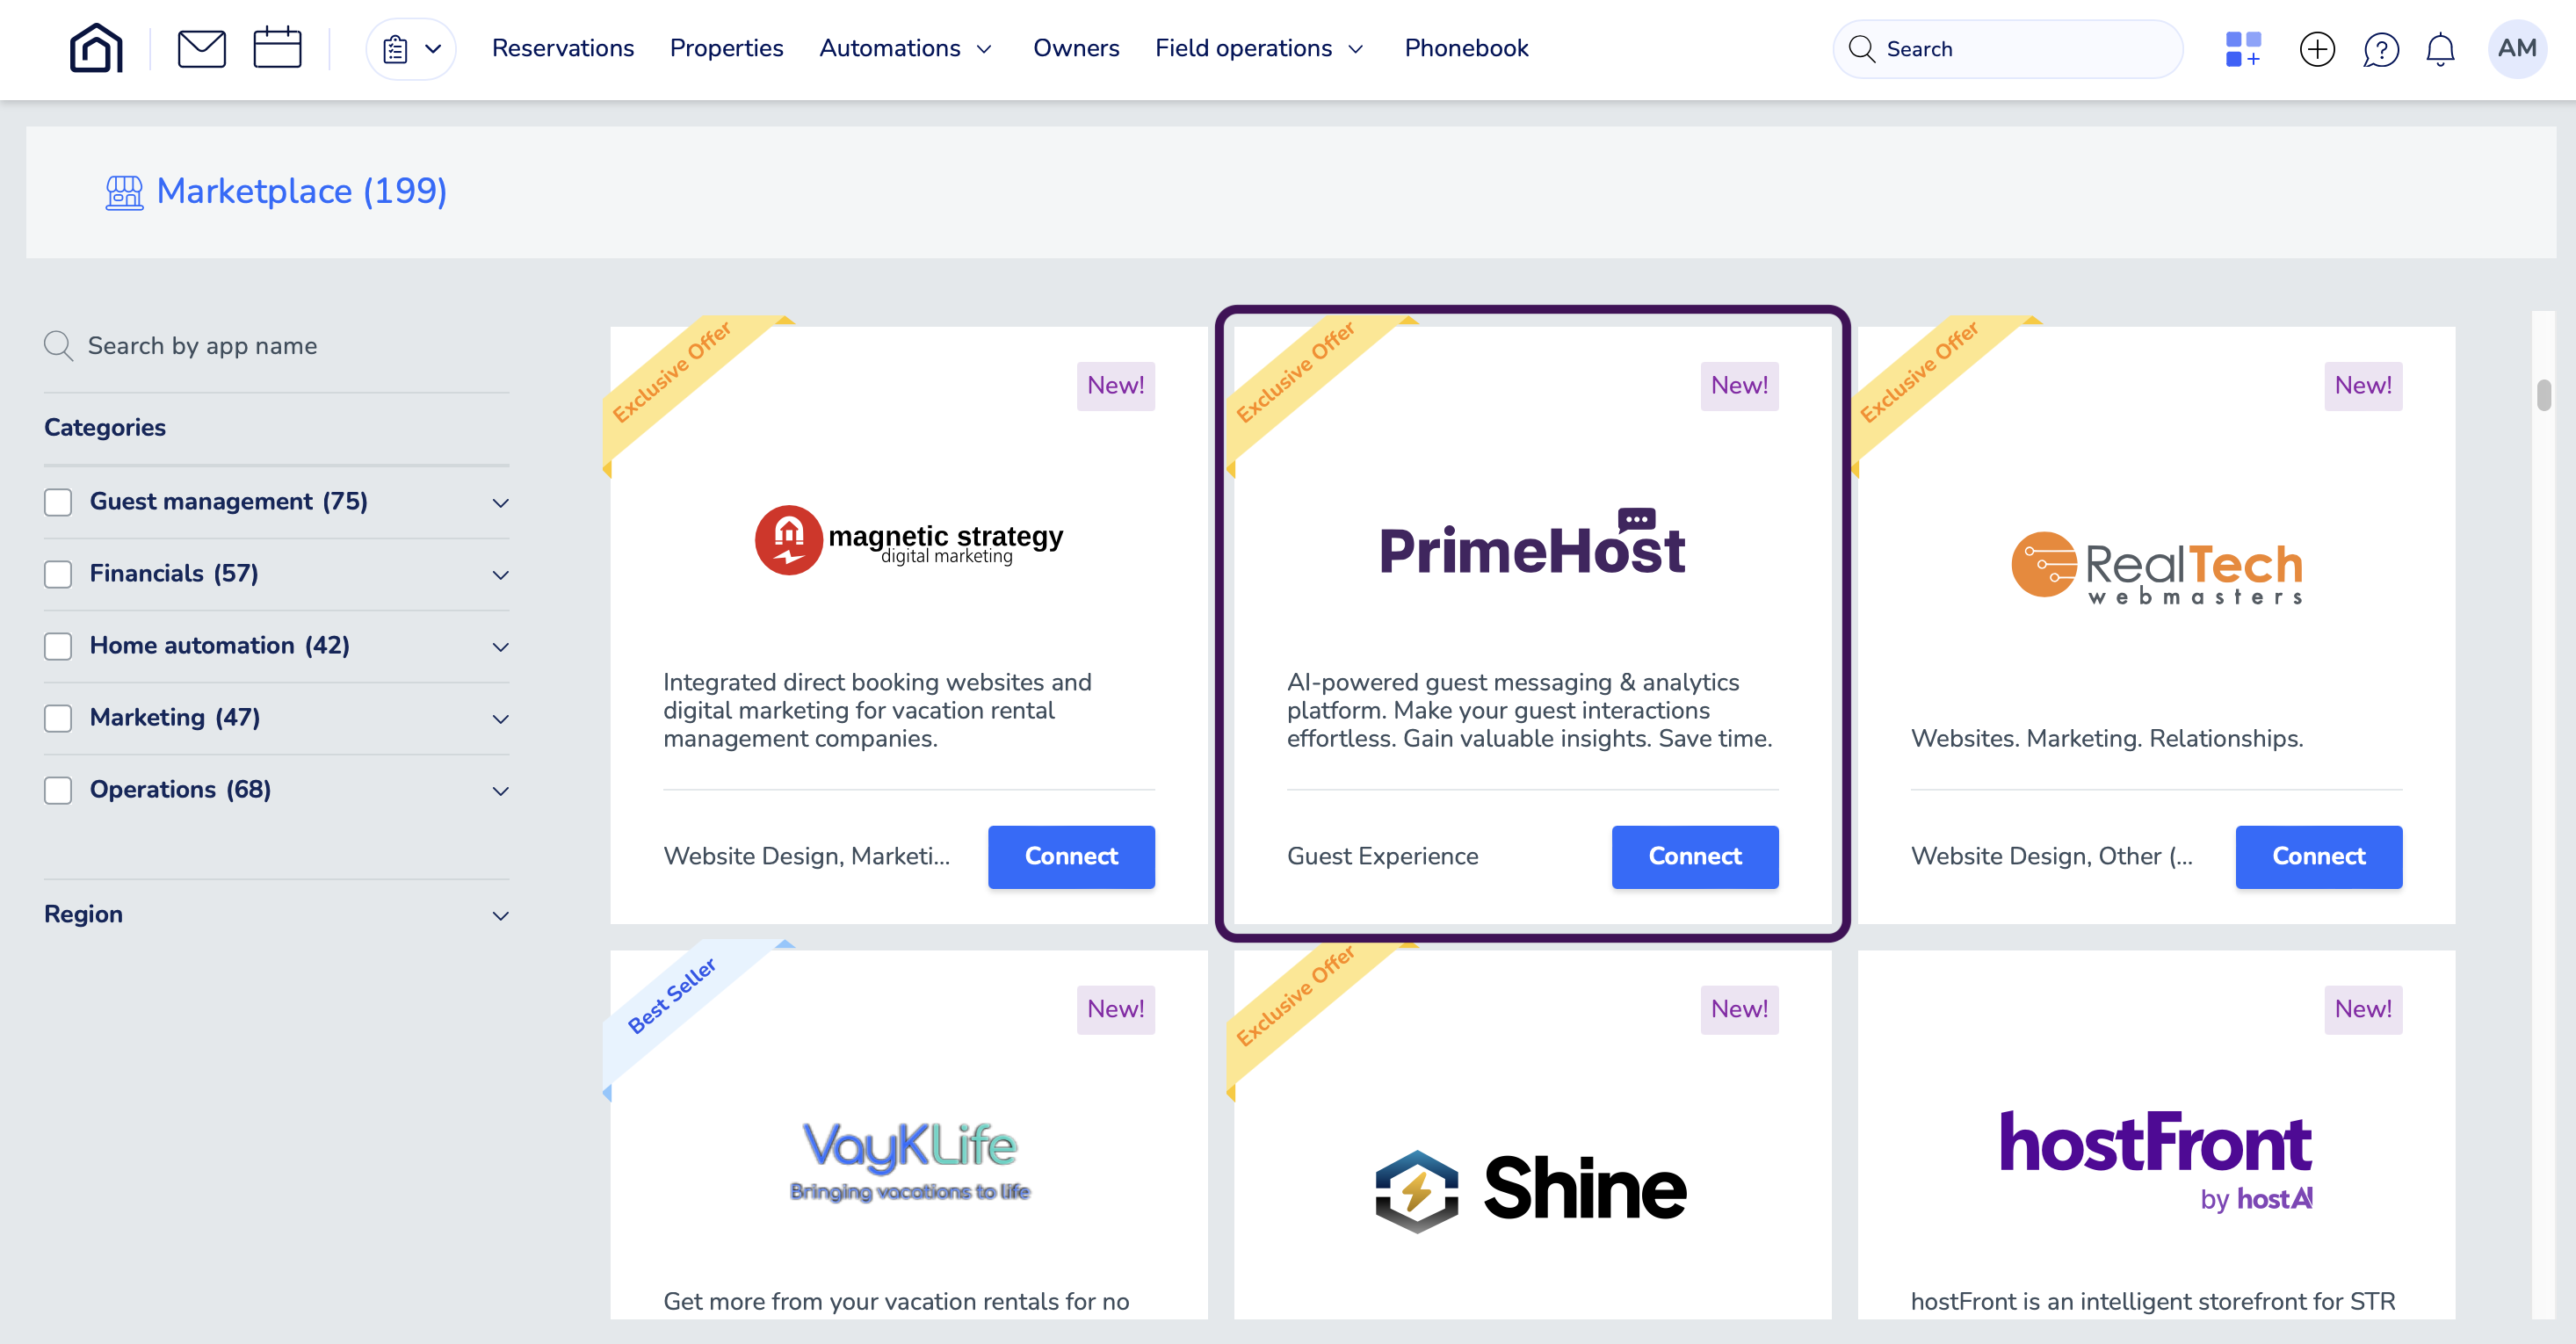 Reservations Properties Automations Owners Field operations Phonebook Search AM
Marketplace (199)
Search by app name
Categories
Guest management (75)
Financials (57)
Home automation (42)
Marketing (47)
Operations (68)
Region
Exclusive Offer
New!
magnetic strategy
digital marketing
Integrated direct booking websites and
digital marketing for vacation rental
management companies.
Website Design, Marketi... Connect
Exclusive Offer
New!
PrimeHost
AI-powered guest messaging & analytics
platform. Make your guest interactions
effortless. Gain valuable insights. Save time.
Guest Experience Connect
Exclusive Offer
New!
RealTech
webmasters
Websites. Marketing. Relationships.
Website Design, Other (... Connect
Best Seller
New!
VayKLife
Bringing vacations to life
Get more from your vacation rentals for no
Exclusive Offer
New!
Shine
New!
hostFront
by hostAI
hostFront is an intelligent storefront for STR